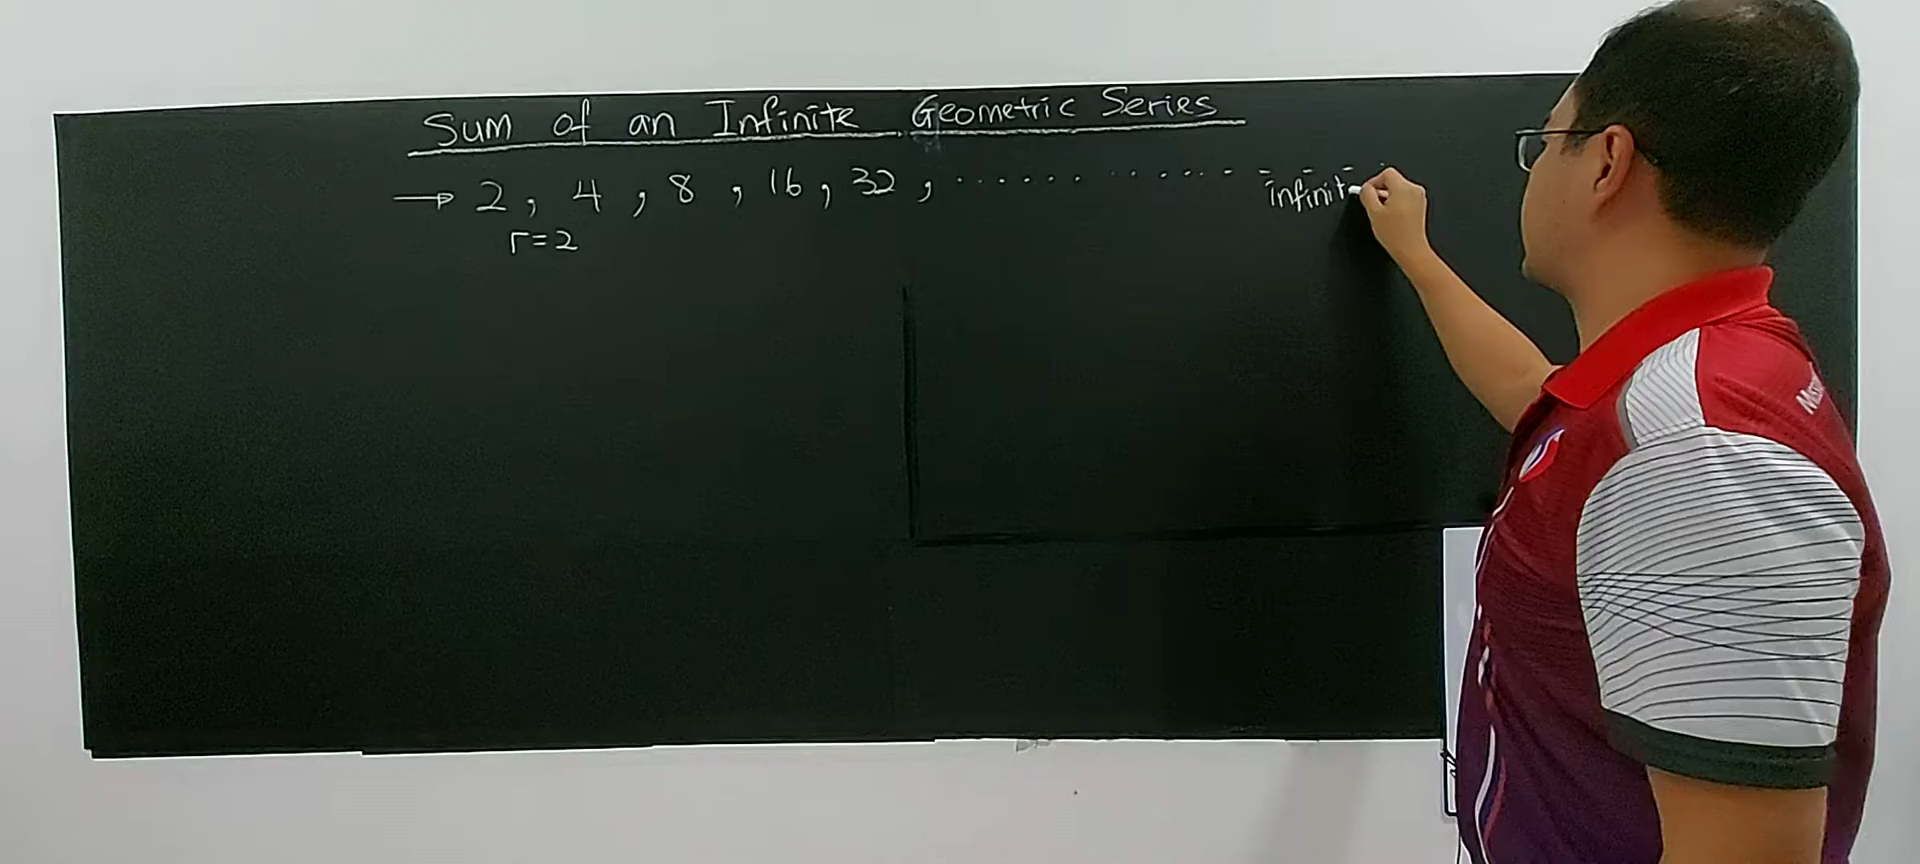 Sum of an Infinite Geometric Series
→ 2, 4, 8, 16, 32, ..................... infinit
r=2